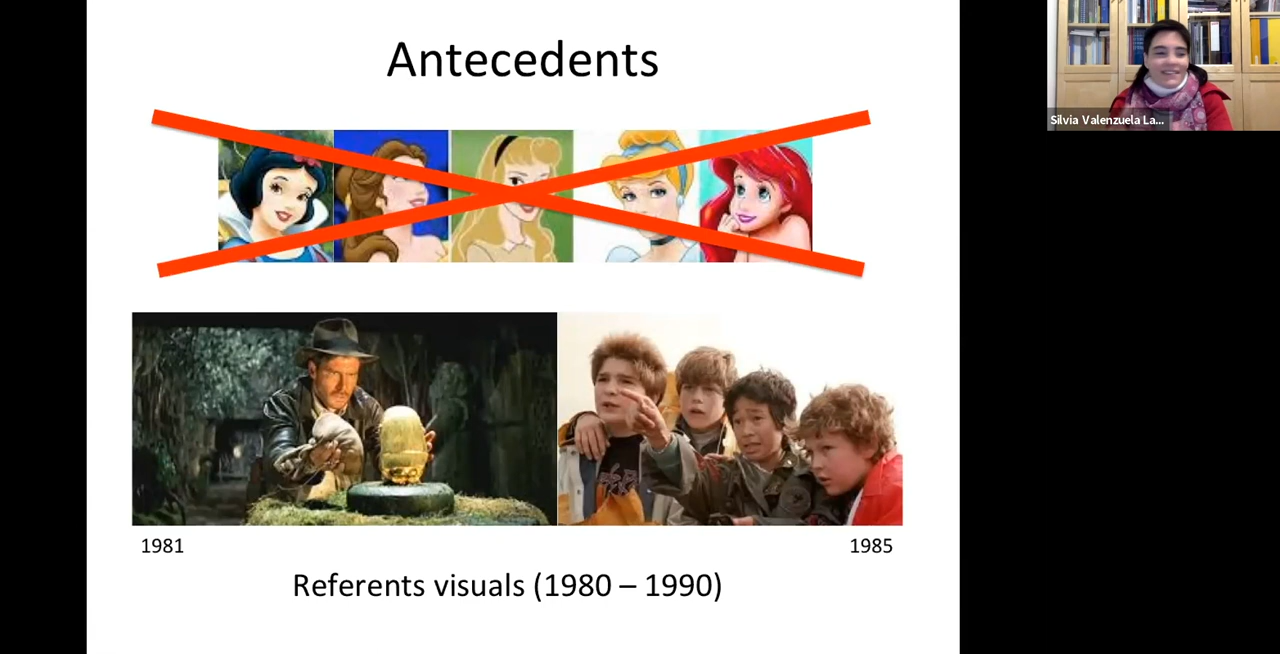 Antecedents
Silvia Valenzuela La...
1981
1985
Referents visuals (1980 – 1990)